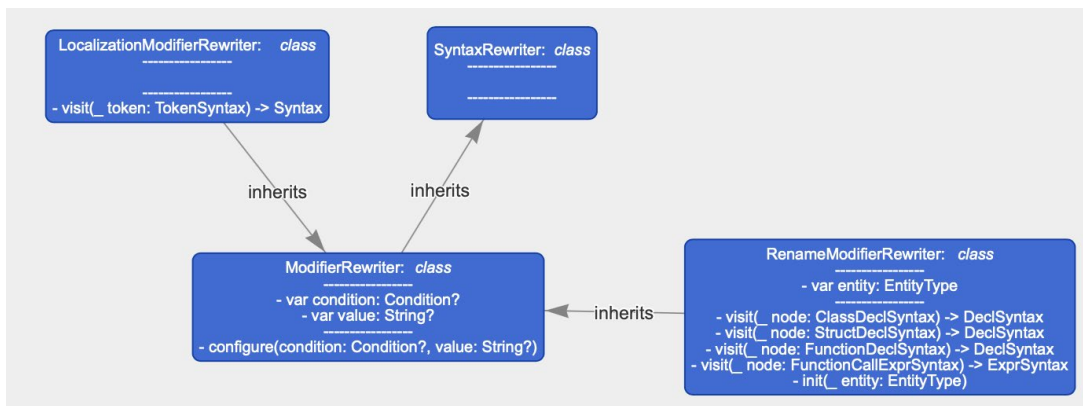 LocalizationModifierRewriter: class
-----------------
-----------------
- visit(_ token: TokenSyntax) -> Syntax
SyntaxRewriter: class
-----------------
-----------------
inherits
inherits
ModifierRewriter: class
-----------------
- var condition: Condition?
- var value: String?
-----------------
- configure(condition: Condition?, value: String?)
inherits
RenameModifierRewriter: class
-----------------
- var entity: EntityType
-----------------
- visit(_ node: ClassDeclSyntax) -> DeclSyntax
- visit(_ node: StructDeclSyntax) -> DeclSyntax
- visit(_ node: FunctionDeclSyntax) -> DeclSyntax
- visit(_ node: FunctionCallExprSyntax) -> ExprSyntax
- init(_ entity: EntityType)